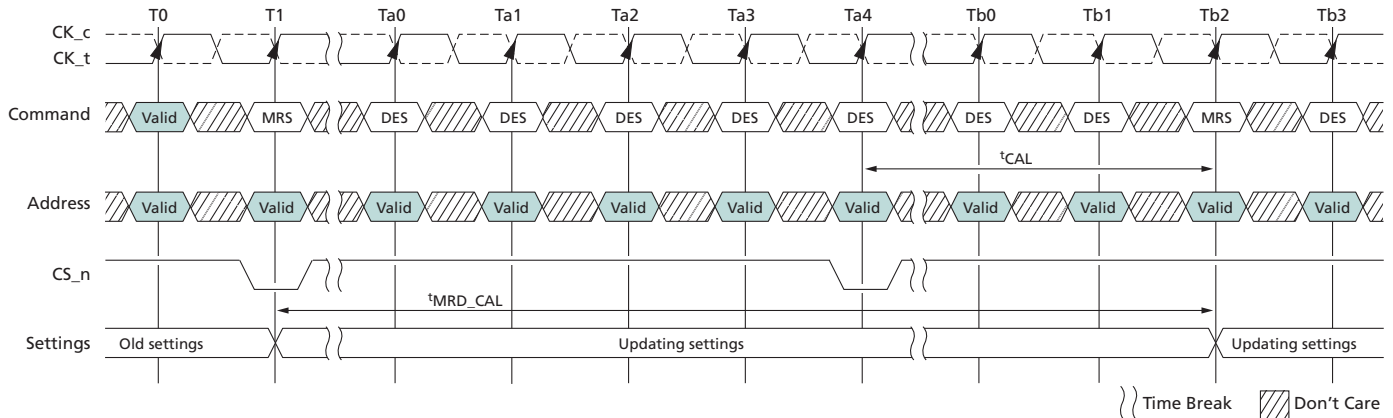 T0 T1 Ta0 Ta1 Ta2 Ta3 Ta4 Tb0 Tb1 Tb2 Tb3
CK_c
CK_t
Command Valid MRS DES DES DES DES DES DES DES MRS DES
tCAL
Address Valid Valid Valid Valid Valid Valid Valid Valid Valid Valid Valid
CS_n
tMRD_CAL
Settings Old settings Updating settings Updating settings
Time Break Don't Care